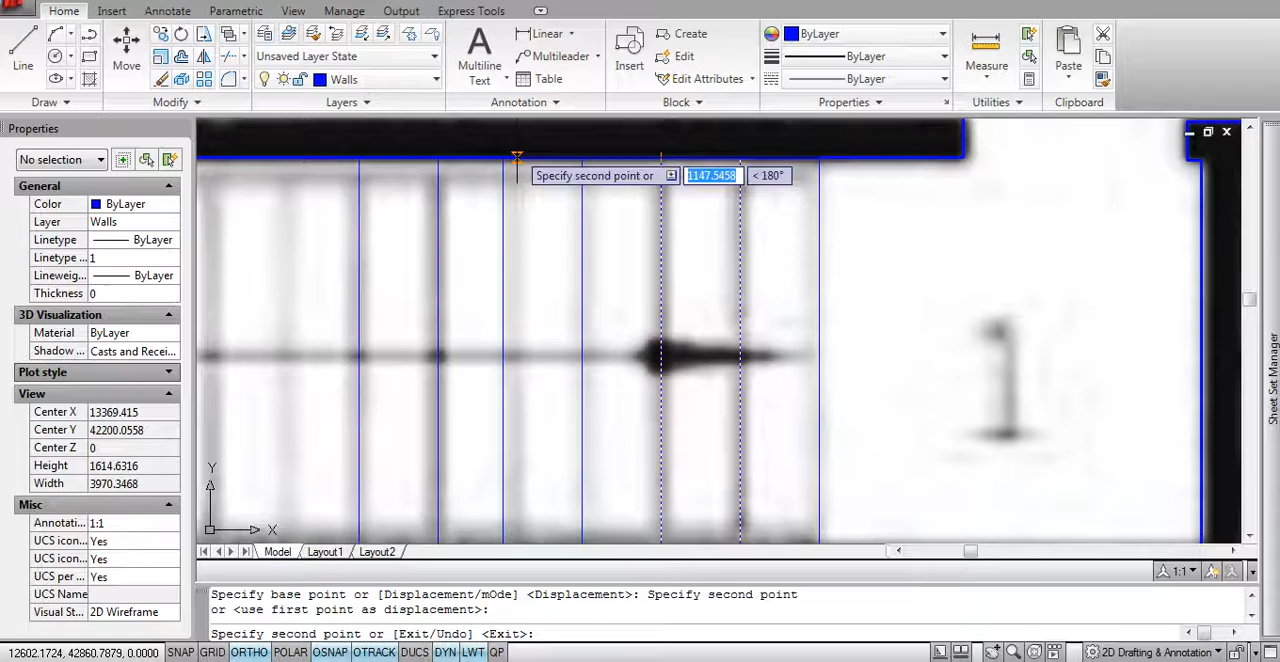 Home Insert Annotate Parametric View Manage Output Express Tools
Line
Move
Unsaved Layer State
Walls
Multiline
Text
Linear
Multileader
Table
Insert
Create
Edit
Edit Attributes
ByLayer
ByLayer
ByLayer
Measure
Paste
Draw Modify Layers Annotation Block Properties Utilities Clipboard
Properties
No selection
General
Color ByLayer
Layer Walls
Linetype ByLayer
Linetype ... 1
Lineweig... ByLayer
Thickness 0
3D Visualization
Material ByLayer
Shadow ... Casts and Recei...
Plot style
View
Center X 13369.415
Center Y 42200.0558
Center Z 0
Height 1614.6316
Width 3970.3468
Misc
Annotati... 1:1
UCS icon... Yes
UCS icon... Yes
UCS per ... Yes
UCS Name
Visual St... 2D Wireframe
Specify second point or 1147.5458 < 180°
1
Y
X
Sheet Set Manager
Model Layout1 Layout2
1:1
Specify base point or [Displacement/mOde] <Displacement>: Specify second point
or <use first point as displacement>:
Specify second point or [Exit/Undo] <Exit>:
12602.1724, 42860.7879, 0.0000 SNAP GRID ORTHO POLAR OSNAP OTRACK DUCS DYN LWT QP 2D Drafting & Annotation